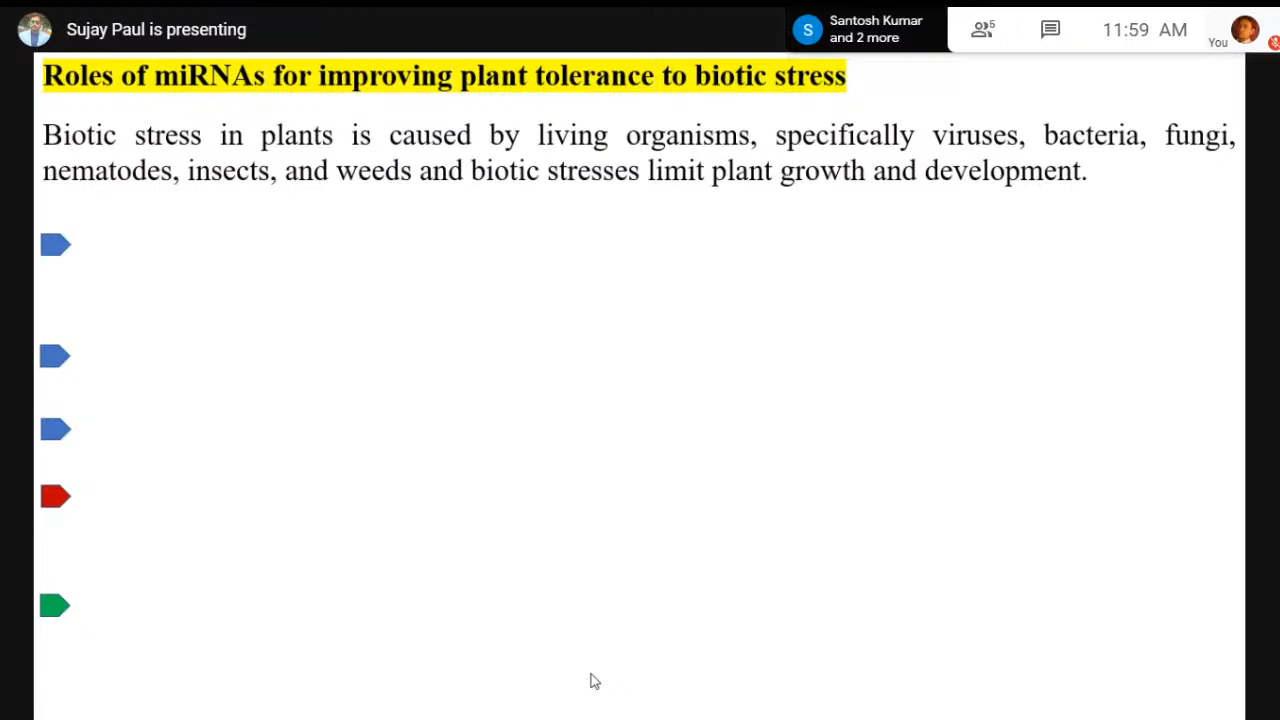 Sujay Paul is presenting
S
Santosh Kumar
and 2 more
5
11:59 AM
You
Roles of miRNAs for improving plant tolerance to biotic stress
Biotic stress in plants is caused by living organisms, specifically viruses, bacteria, fungi,
nematodes, insects, and weeds and biotic stresses limit plant growth and development.